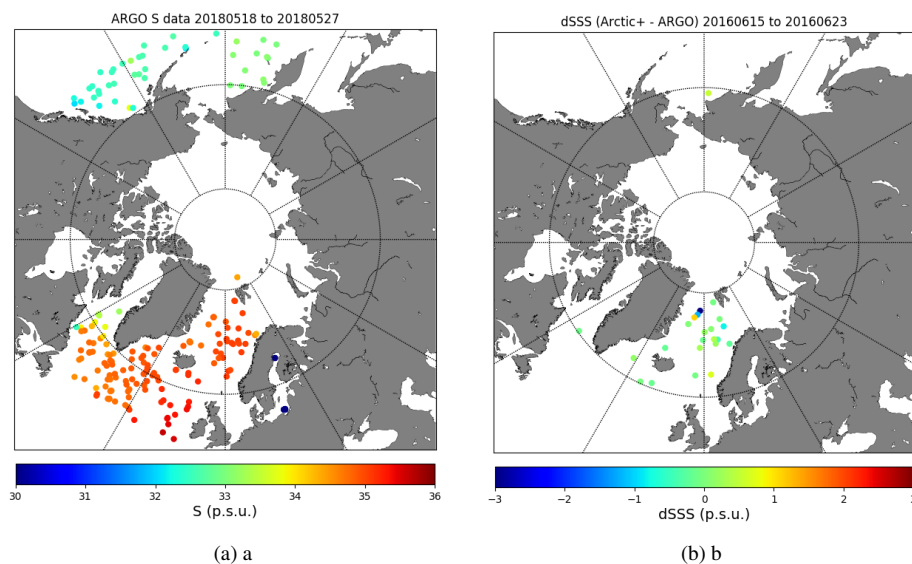 ARGO S data 20180518 to 20180527
30 31 32 33 34 35 36
S (p.s.u.)
(a) a
dSSS (Arctic+ - ARGO) 20160615 to 20160623
−3 −2 −1 0 1 2 3
dSSS (p.s.u.)
(b) b